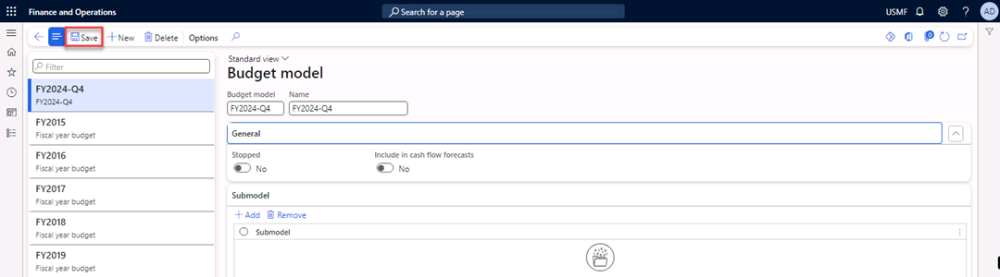 Finance and Operations
Search for a page
USMF
?
AD
Save
New
Delete
Options
0
Filter
FY2024-Q4
FY2024-Q4
FY2015
Fiscal year budget
FY2016
Fiscal year budget
FY2017
Fiscal year budget
FY2018
Fiscal year budget
FY2019
Fiscal year budget
Standard view
Budget model
Budget model Name
FY2024-Q4 FY2024-Q4
General
Stopped Include in cash flow forecasts
No No
Submodel
+ Add Remove
Submodel